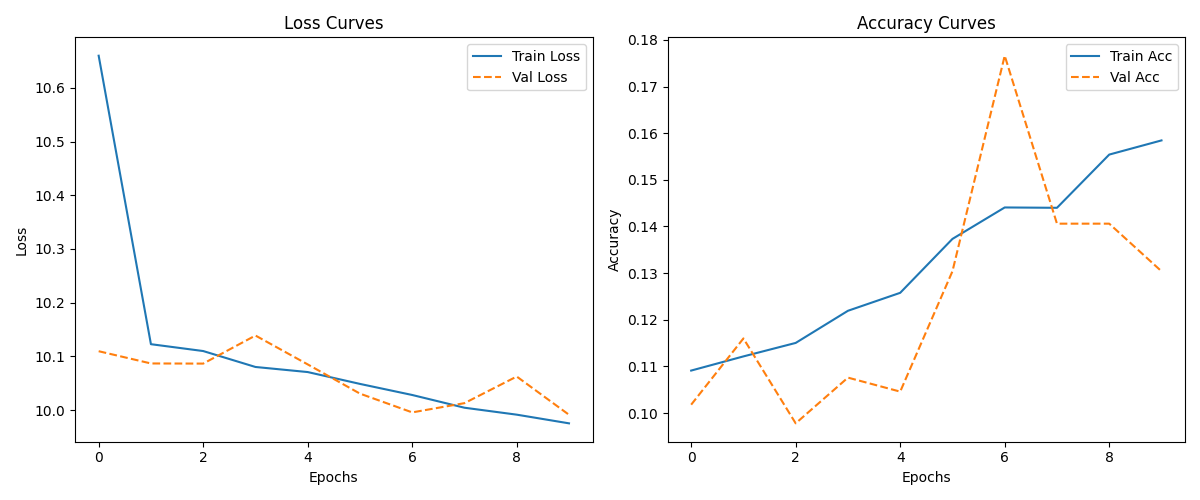 Loss Curves
Train Loss
Val Loss
10.6
10.5
10.4
10.3
10.2
10.1
10.0
Loss
0 2 4 6 8
Epochs
Accuracy Curves
Train Acc
Val Acc
0.18
0.17
0.16
0.15
0.14
0.13
0.12
0.11
0.10
Accuracy
0 2 4 6 8
Epochs